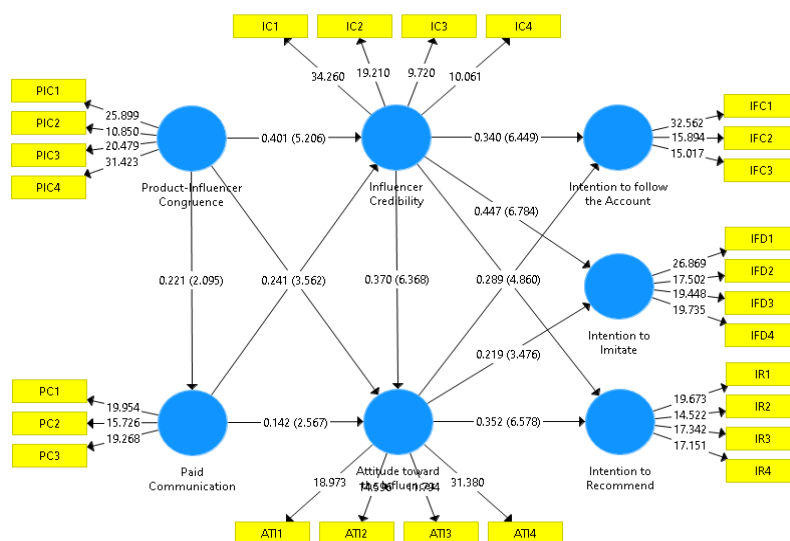 IC1
IC2
IC3
IC4
34.260
19.210
9.720
10.061
PIC1
PIC2
PIC3
PIC4
25.899
10.850
20.479
31.423
Product-Influencer
Congruence
0.401 (5.206)
Influencer
Credibility
0.340 (6.449)
Intention to follow
the Account
32.562
15.894
15.017
IFC1
IFC2
IFC3
0.447 (6.784)
0.221 (2.095)
0.241 (3.562)
0.370 (6.368)
0.289 (4.860)
26.869
17.502
19.448
19.735
IFD1
IFD2
IFD3
IFD4
Intention to
Imitate
0.219 (3.476)
PC1
PC2
PC3
19.954
15.726
19.268
Paid
Communication
0.142 (2.567)
Attitude toward
the Influencer
0.352 (6.578)
Intention to
Recommend
19.673
14.522
17.342
17.151
IR1
IR2
IR3
IR4
18.973
31.380
ATI1
ATI2
ATI3
ATI4